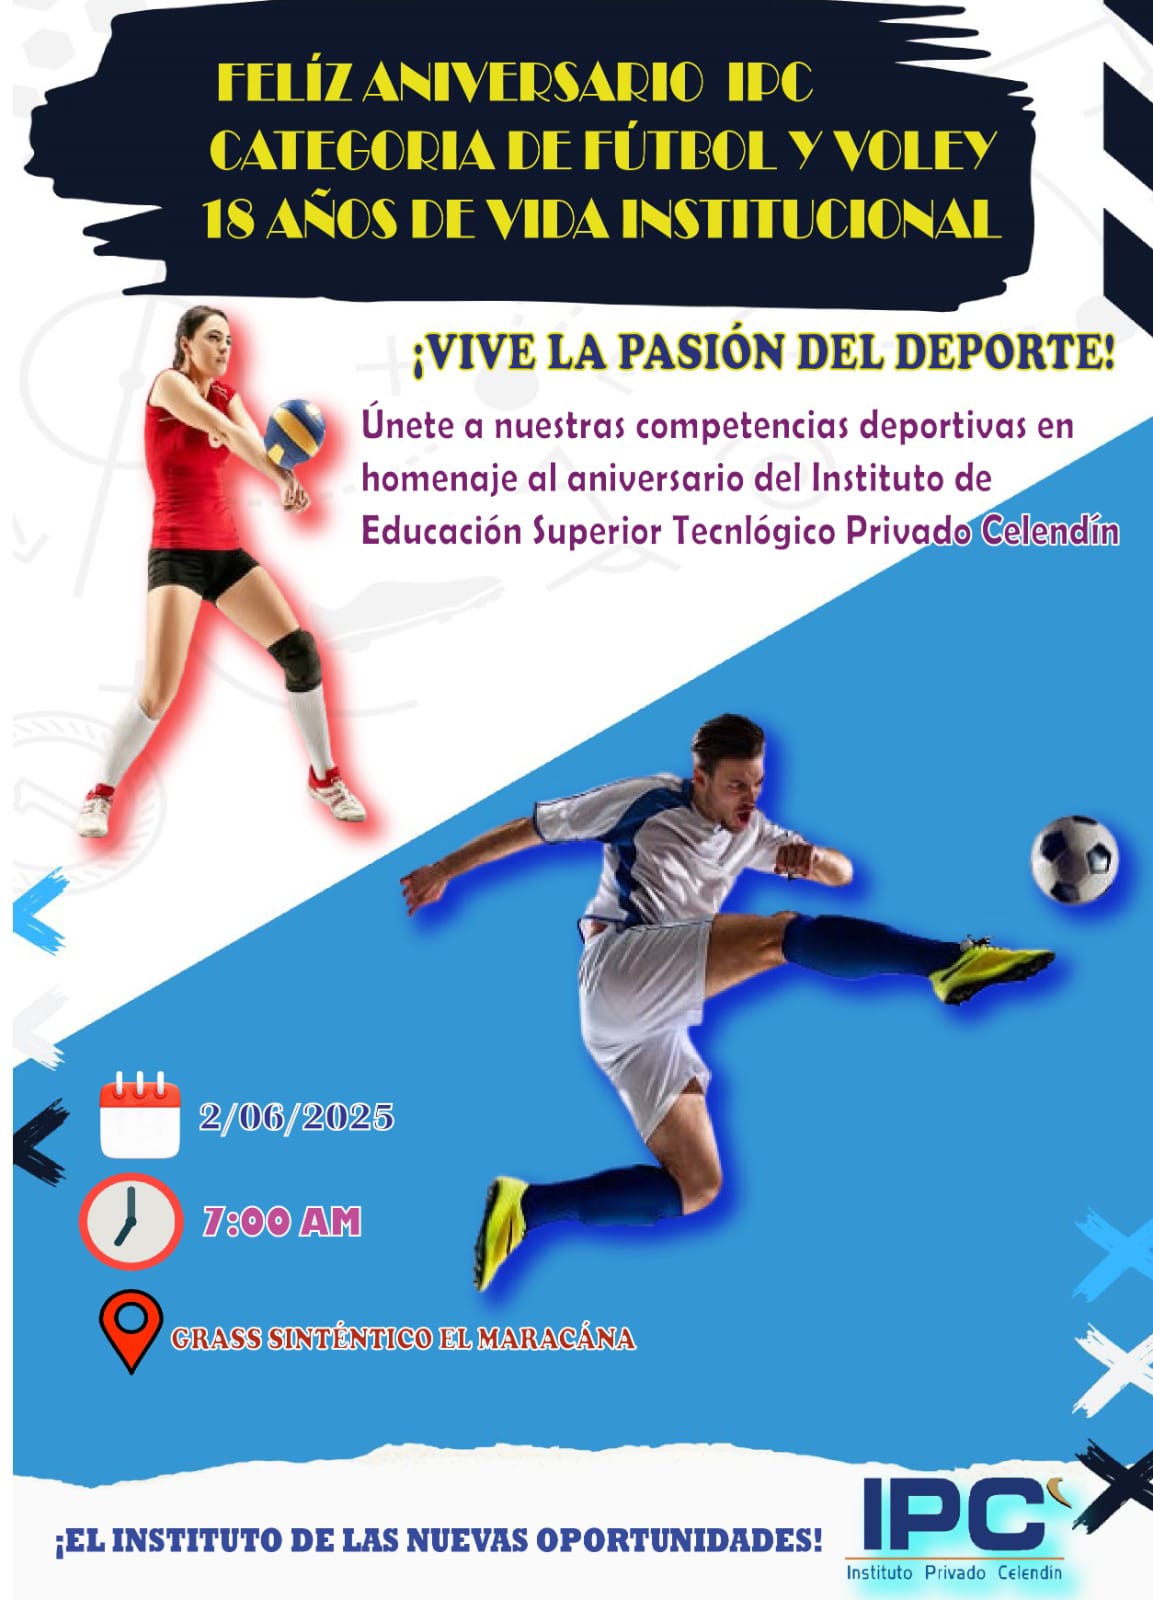 FELÍZ ANIVERSARIO IPC
CATEGORIA DE FÚTBOL Y VOLEY
18 AÑOS DE VIDA INSTITUCIONAL
¡VIVE LA PASIÓN DEL DEPORTE!
Únete a nuestras competencias deportivas en
homenaje al aniversario del Instituto de
Educación Superior Tecnlógico Privado Celendín
2/06/2025
7:00 AM
GRASS SINTÉNTICO EL MARACÁNA
¡EL INSTITUTO DE LAS NUEVAS OPORTUNIDADES!
IPC
Instituto Privado Celendín